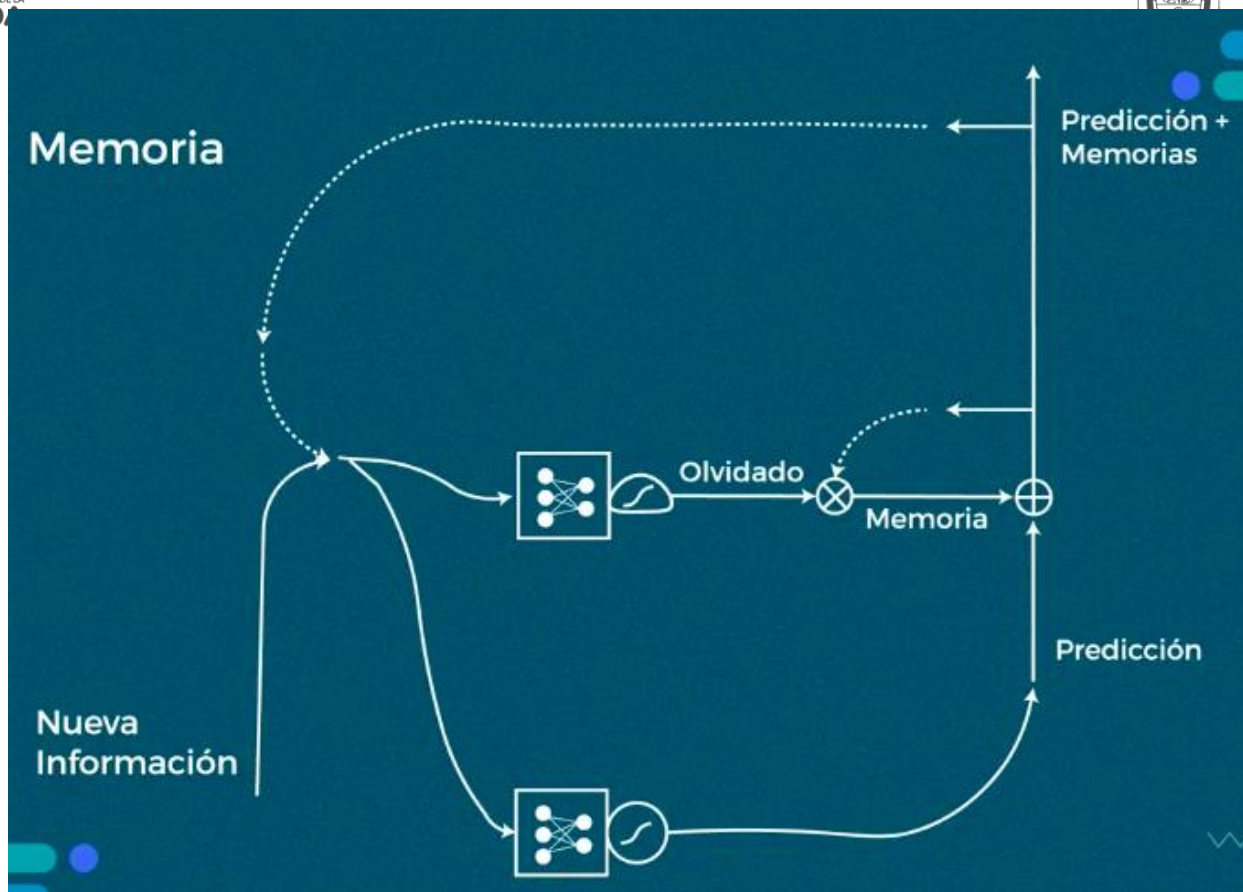 Memoria
Predicción +
Memorias
Olvidado
Memoria
Predicción
Nueva
Información